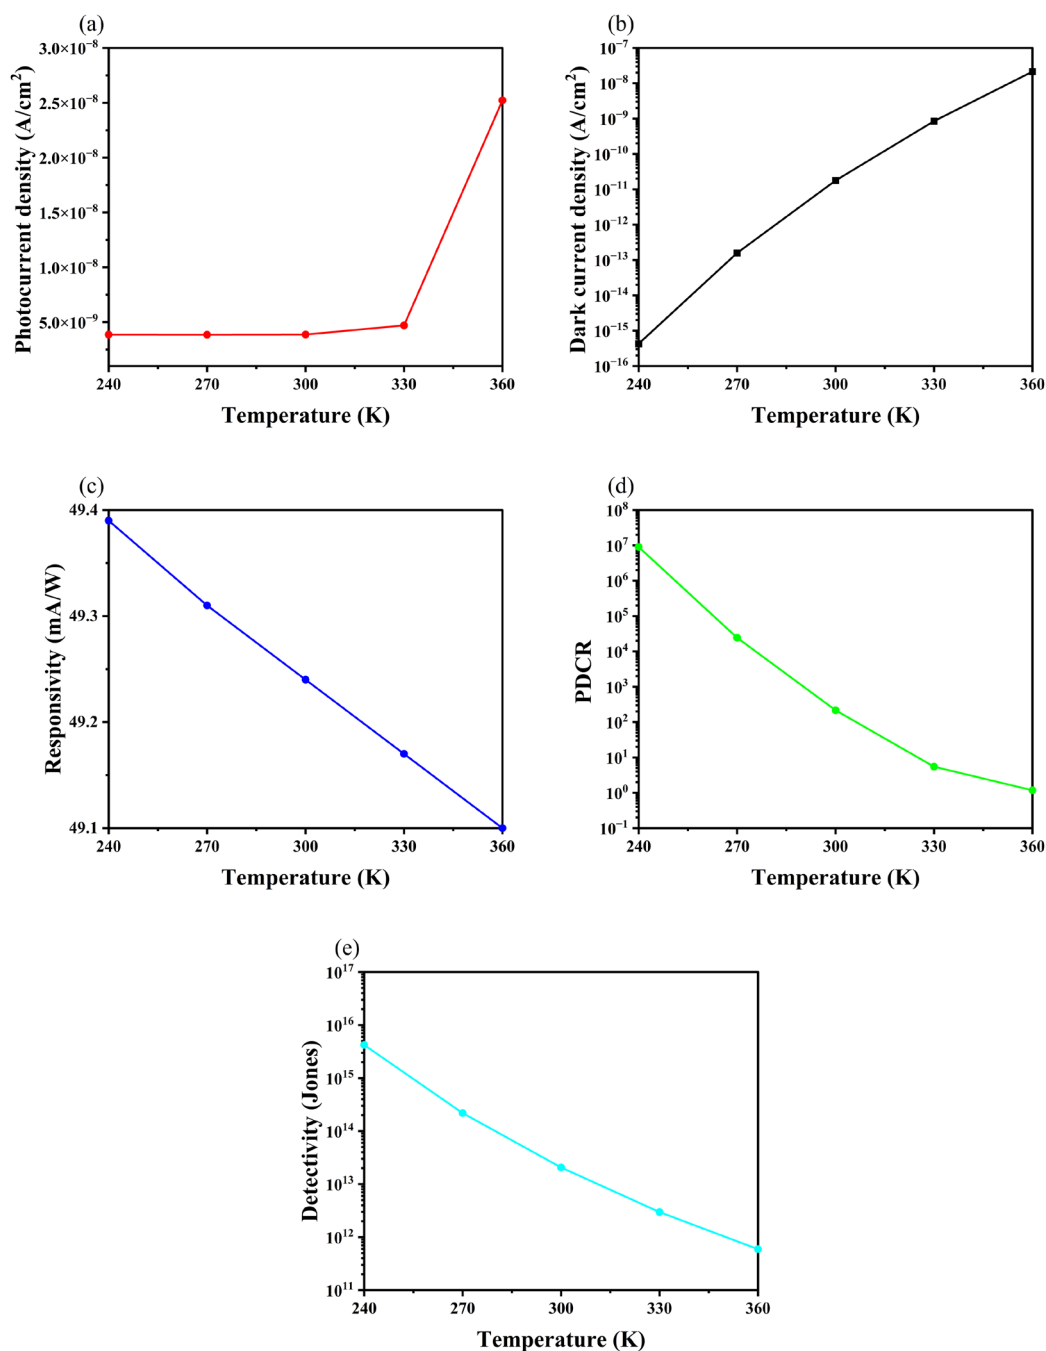 (a)
Photocurrent density (A/cm²)
3.0×10⁻⁸
2.5×10⁻⁸
2.0×10⁻⁸
1.5×10⁻⁸
1.0×10⁻⁸
5.0×10⁻⁹
240 270 300 330 360
Temperature (K)
(b)
Dark current density (A/cm²)
10⁻⁷
10⁻⁸
10⁻⁹
10⁻¹⁰
10⁻¹¹
10⁻¹²
10⁻¹³
10⁻¹⁴
10⁻¹⁵
10⁻¹⁶
240 270 300 330 360
Temperature (K)
(c)
Responsivity (mA/W)
49.4
49.3
49.2
49.1
240 270 300 330 360
Temperature (K)
(d)
PDCR
10⁸
10⁷
10⁶
10⁵
10⁴
10³
10²
10¹
10⁰
10⁻¹
240 270 300 330 360
Temperature (K)
(e)
Detectivity (Jones)
10¹⁷
10¹⁶
10¹⁵
10¹⁴
10¹³
10¹²
10¹¹
240 270 300 330 360
Temperature (K)